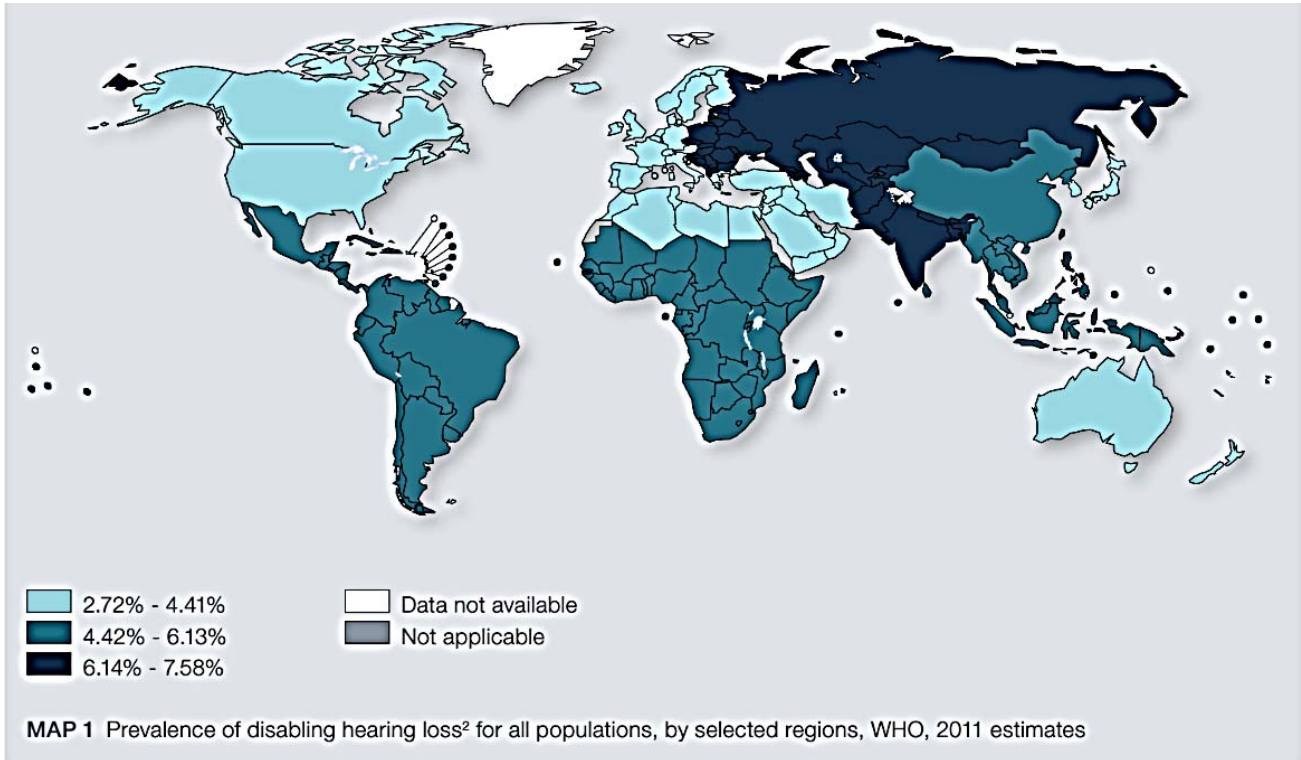 2.72% - 4.41%
4.42% - 6.13%
6.14% - 7.58%
Data not available
Not applicable
MAP 1 Prevalence of disabling hearing loss² for all populations, by selected regions, WHO, 2011 estimates